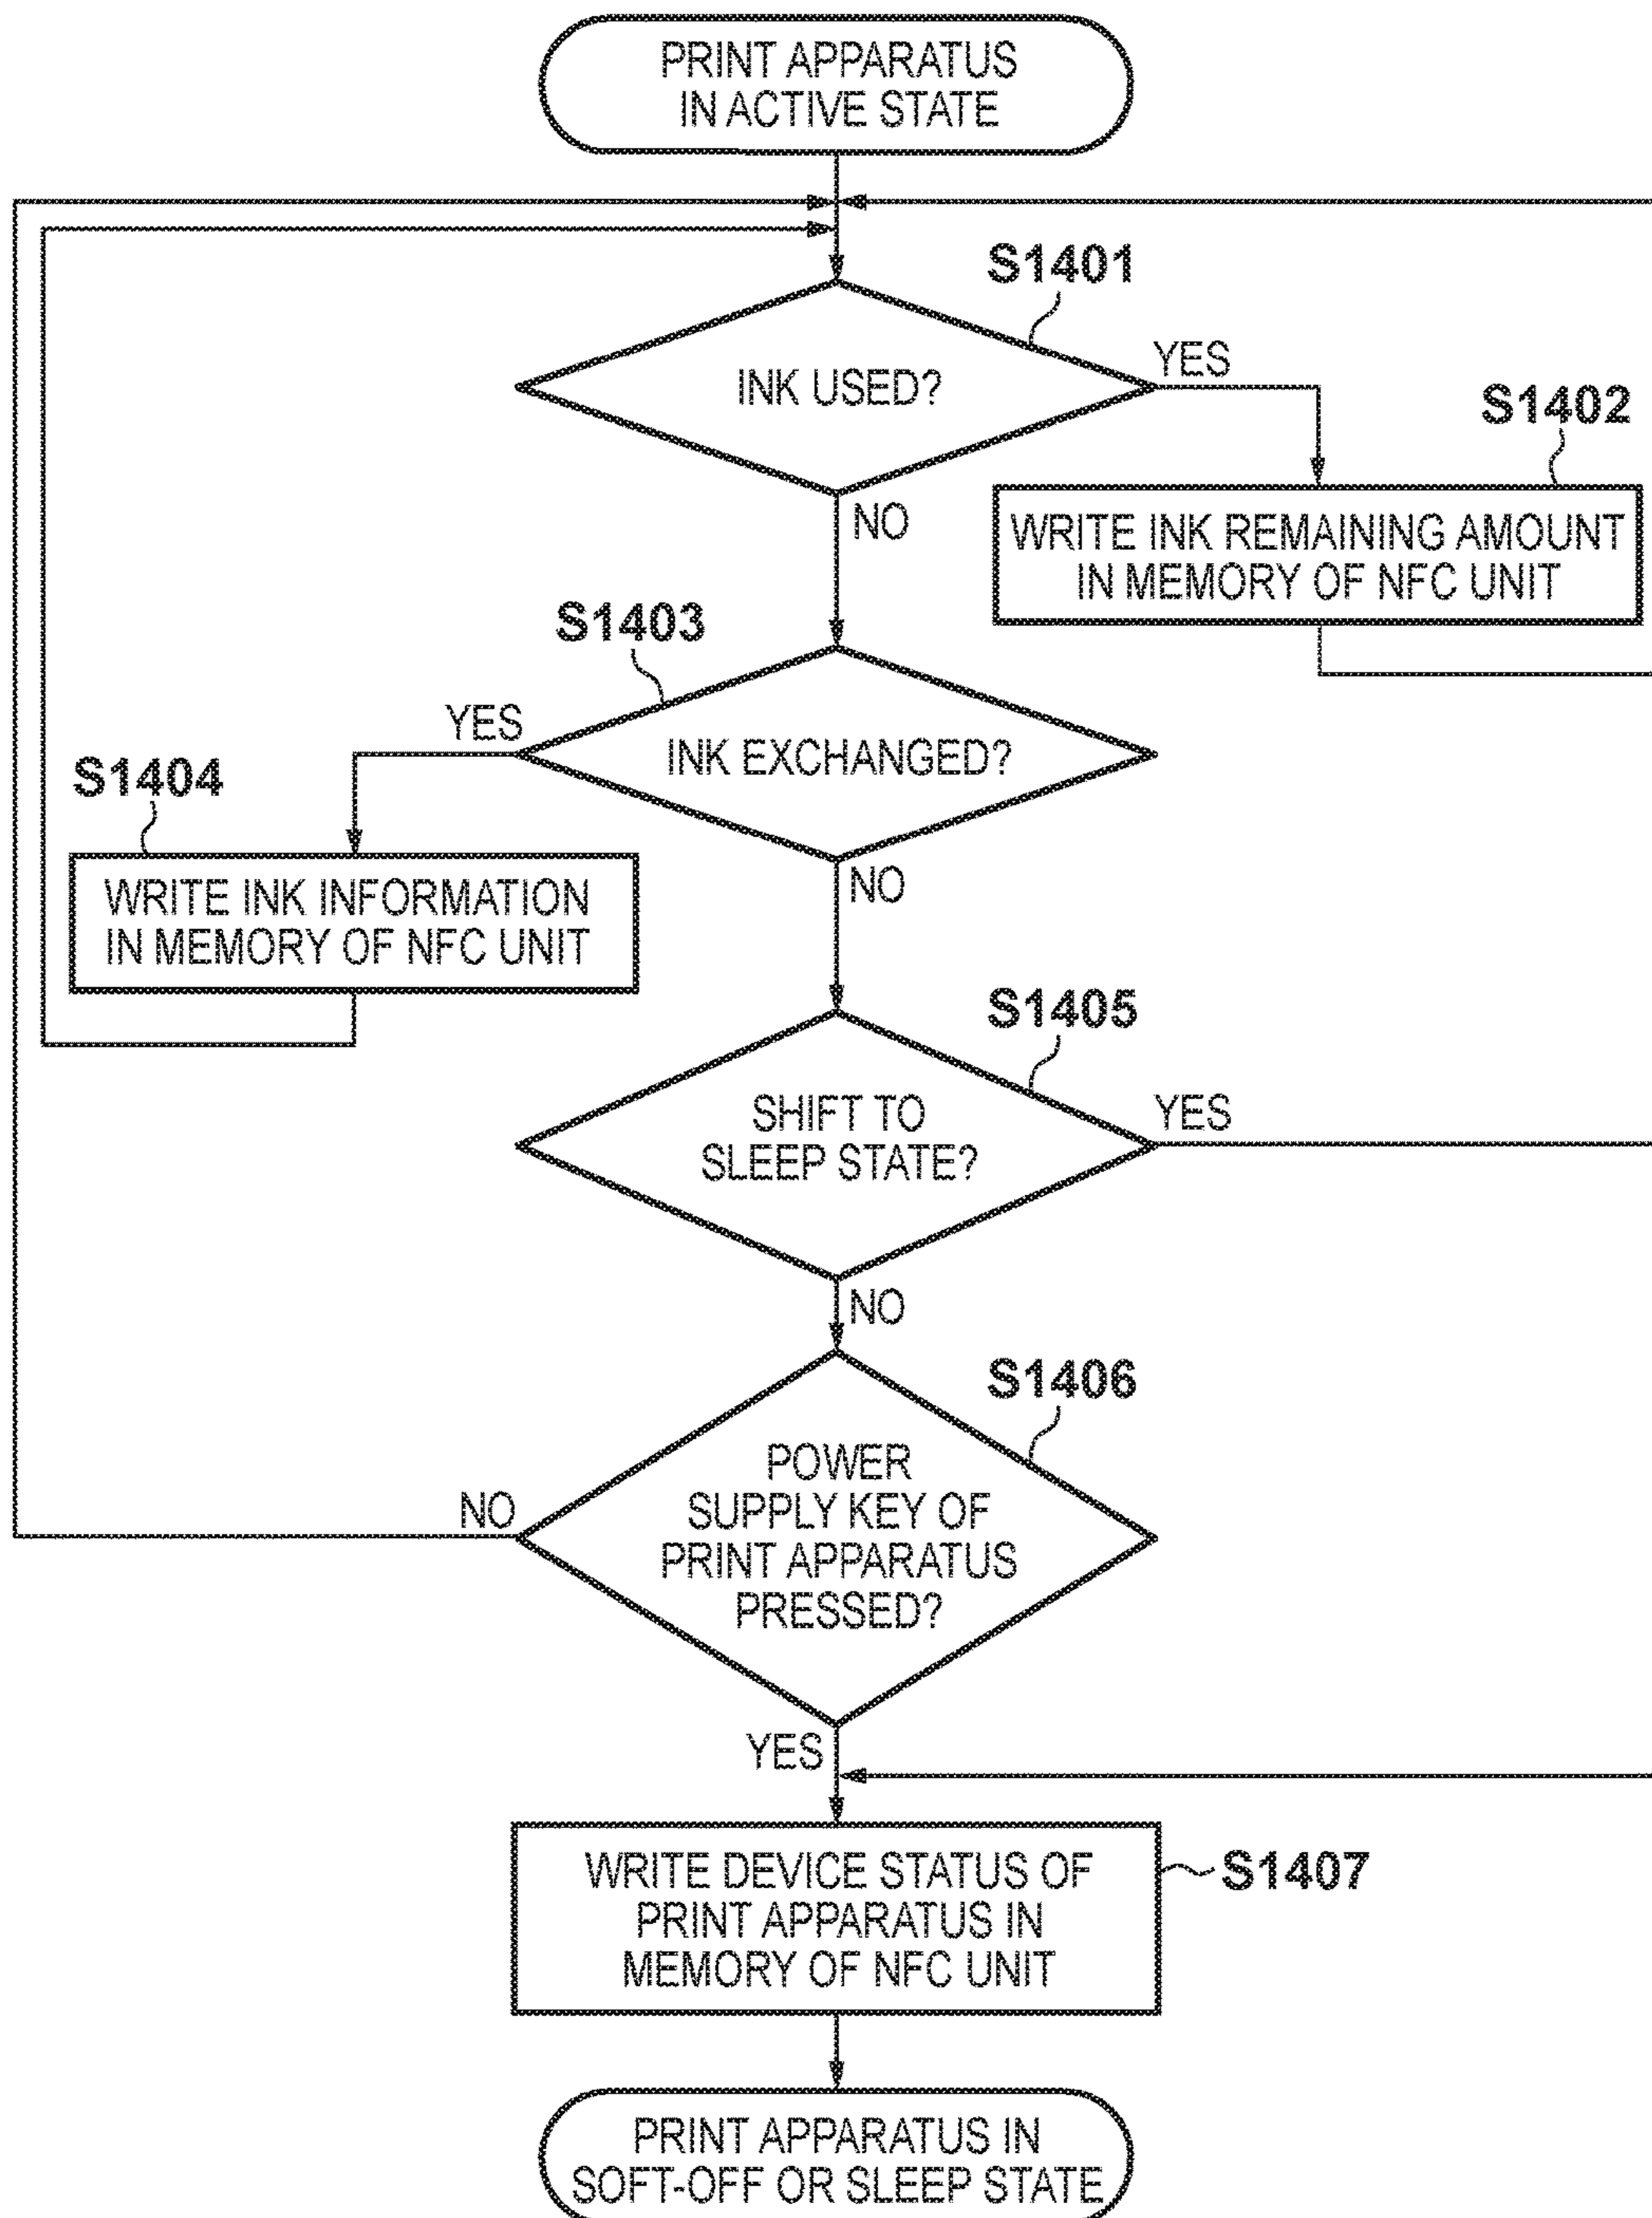 PRINT APPARATUS
IN ACTIVE STATE
S1401
INK USED?
YES
S1402
NO
WRITE INK REMAINING AMOUNT
IN MEMORY OF NFC UNIT
S1403
YES
INK EXCHANGED?
S1404
NO
WRITE INK INFORMATION
IN MEMORY OF NFC UNIT
S1405
SHIFT TO
SLEEP STATE?
YES
NO
S1406
POWER
SUPPLY KEY OF
PRINT APPARATUS
PRESSED?
NO
YES
WRITE DEVICE STATUS OF
PRINT APPARATUS IN
MEMORY OF NFC UNIT
S1407
PRINT APPARATUS IN
SOFT-OFF OR SLEEP STATE